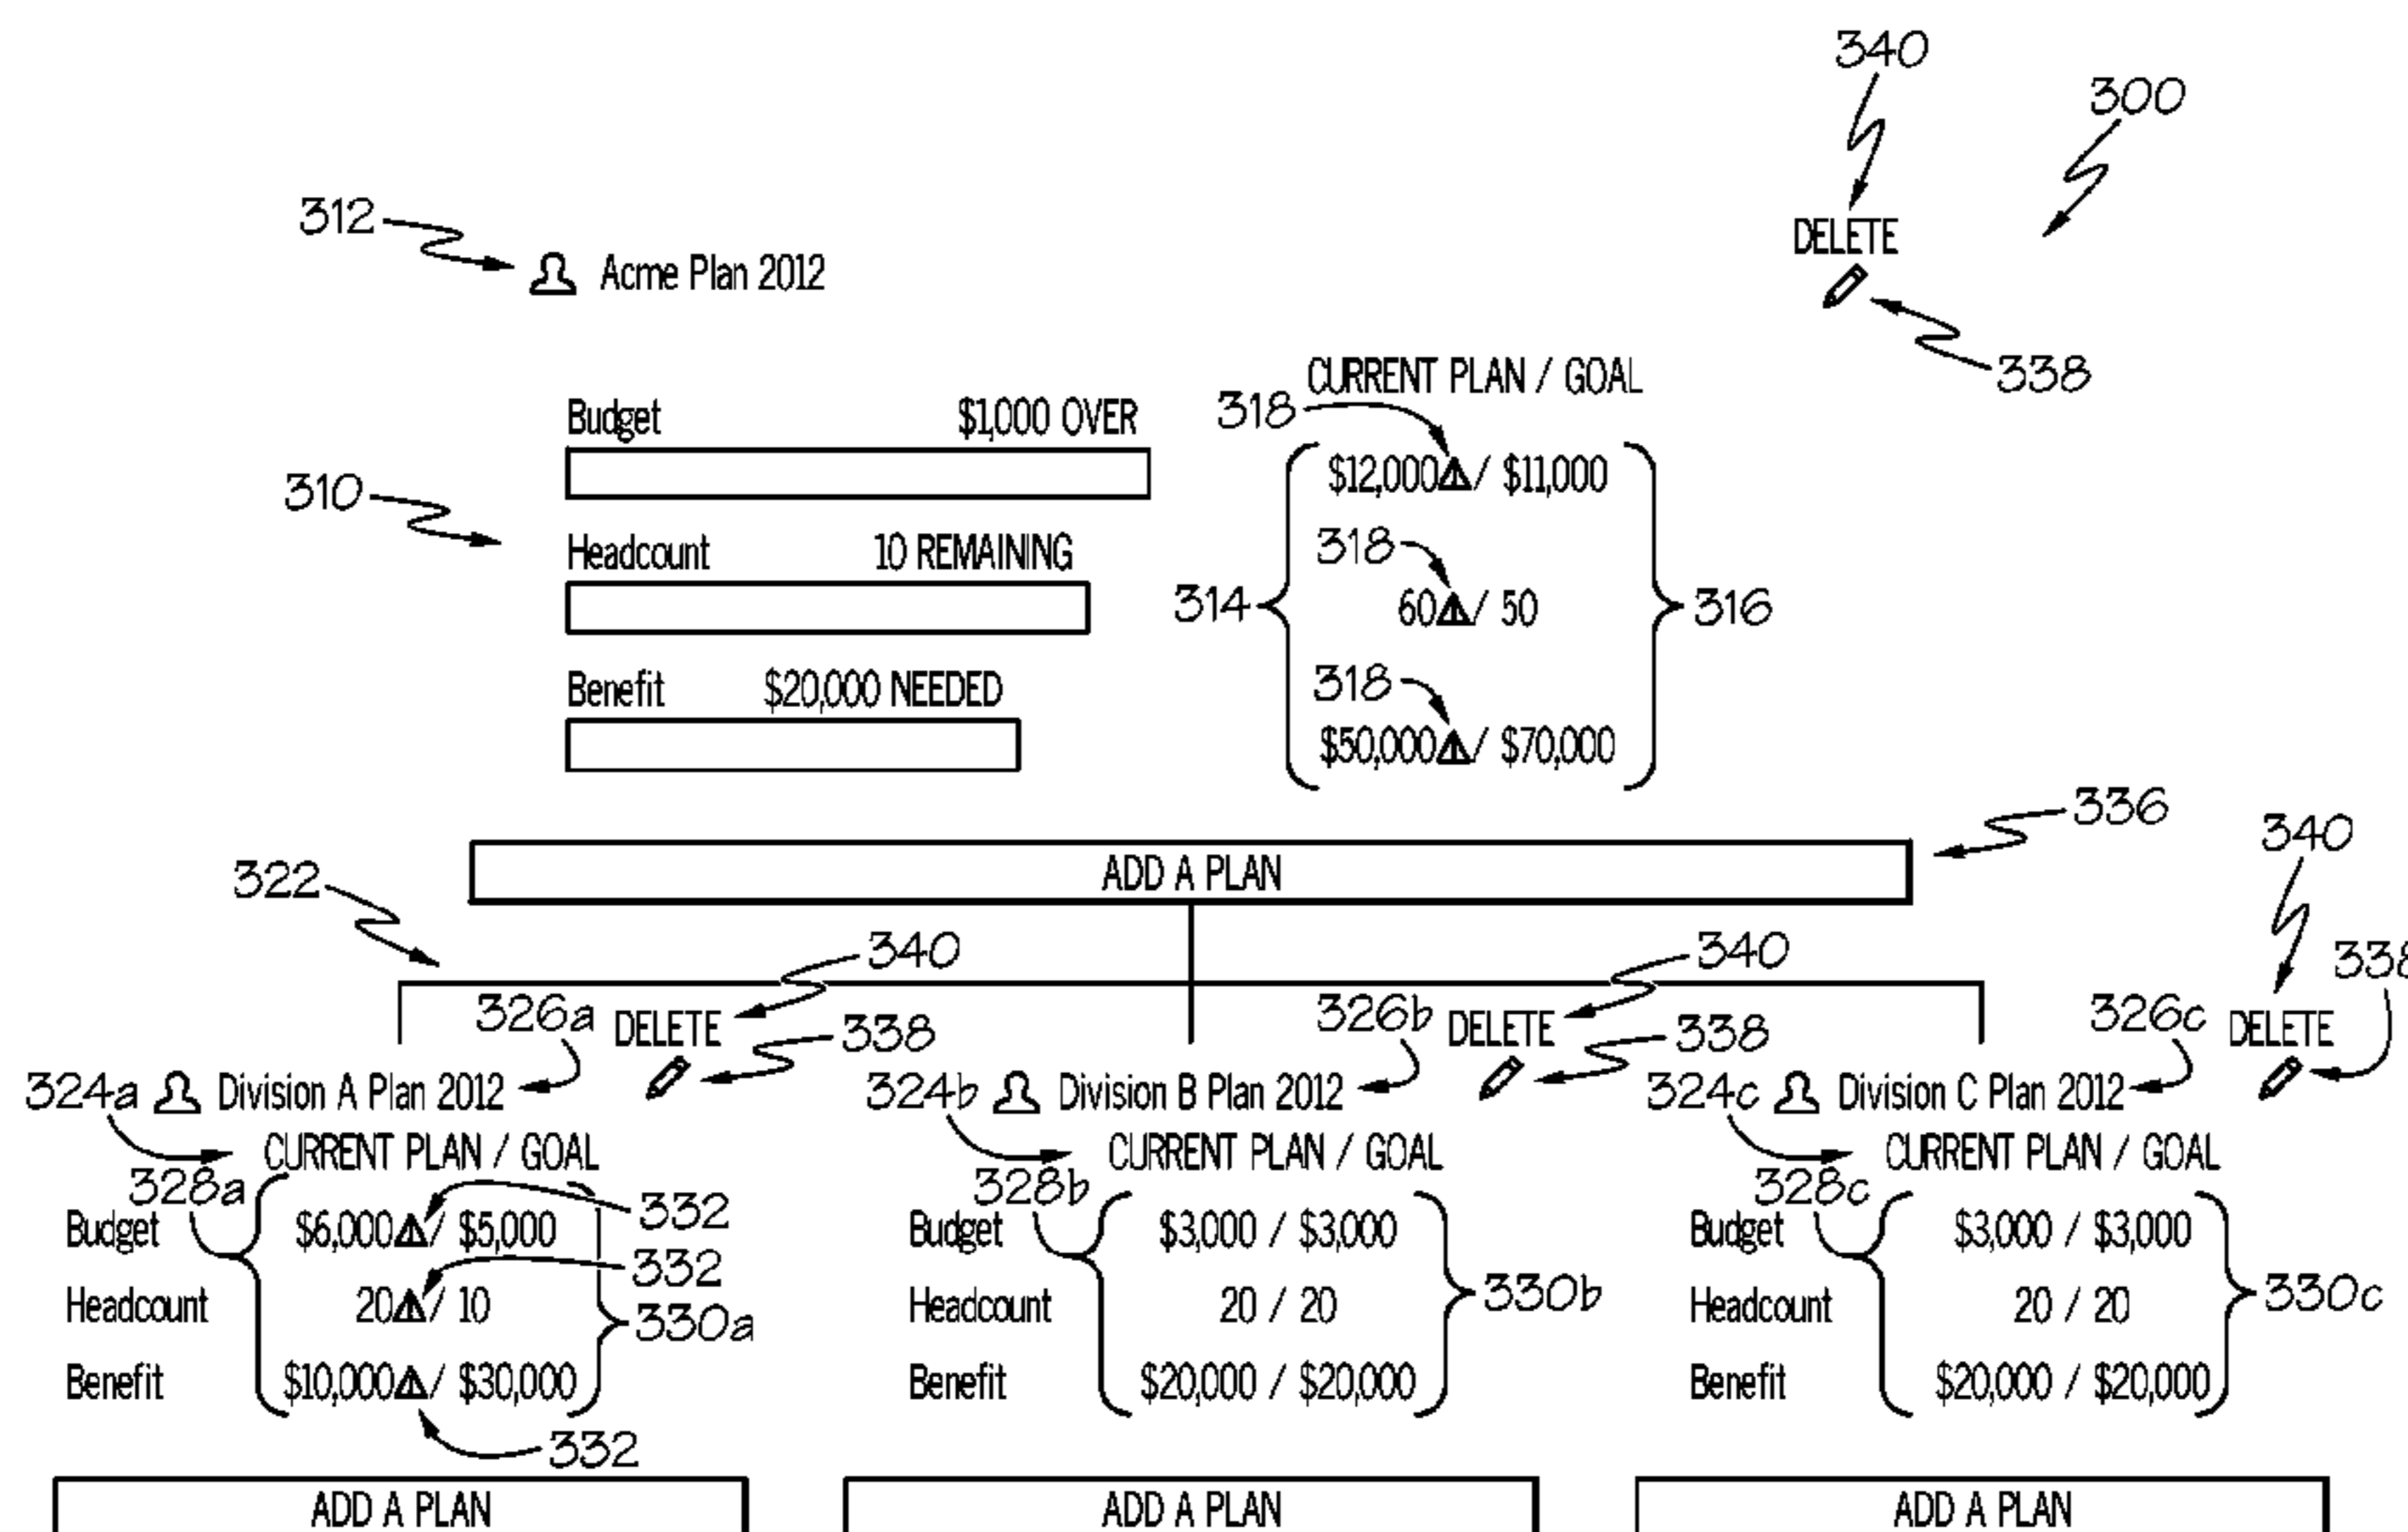 340
300
312
DELETE
Acme Plan 2012
338
CURRENT PLAN / GOAL
Budget $1,000 OVER
318
$12,000 / $11,000
310
Headcount 10 REMAINING
318
314
60 / 50
316
Benefit $20,000 NEEDED
318
$50,000 / $70,000
336
340
ADD A PLAN
322
340
340
338
326a DELETE
326b DELETE
326c DELETE
338
338
324a Division A Plan 2012
324b Division B Plan 2012
324c Division C Plan 2012
CURRENT PLAN / GOAL
CURRENT PLAN / GOAL
CURRENT PLAN / GOAL
328a
328b
328c
332
Budget $6,000 / $5,000
Budget $3,000 / $3,000
Budget $3,000 / $3,000
332
Headcount 20 / 10
330a
Headcount 20 / 20
330b
Headcount 20 / 20
330c
Benefit $10,000 / $30,000
Benefit $20,000 / $20,000
Benefit $20,000 / $20,000
332
ADD A PLAN
ADD A PLAN
ADD A PLAN